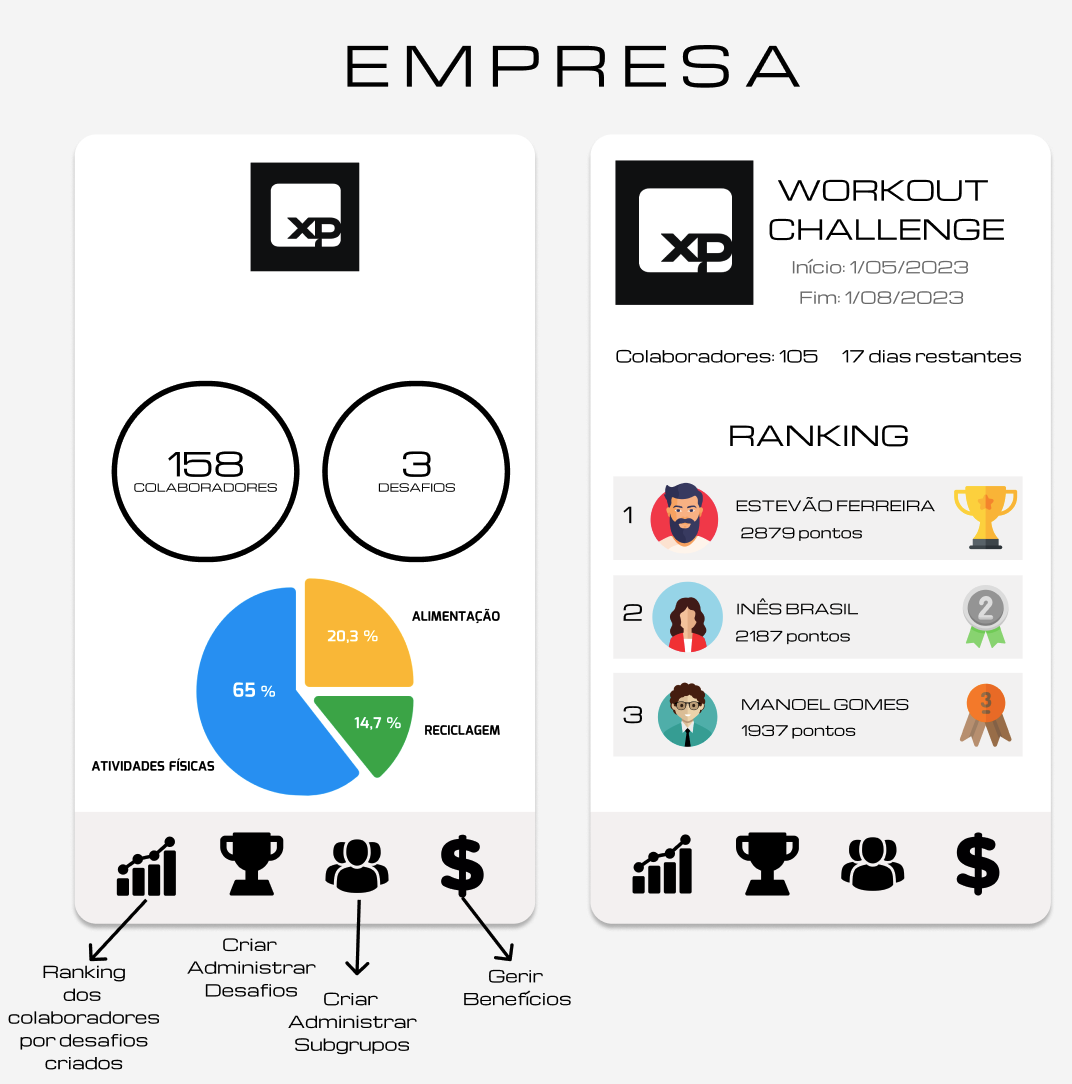 EMPRESA
xp
158
COLABORADORES
3
DESAFIOS
ALIMENTAÇÃO
20,3 %
65 %
14,7 %
RECICLAGEM
ATIVIDADES FÍSICAS
Ranking
dos
colaboradores
por desafios
criados
Criar
Administrar
Desafios
Criar
Administrar
Subgrupos
Gerir
Benefícios
xp
WORKOUT
CHALLENGE
Início: 1/05/2023
Fim: 1/08/2023
Colaboradores: 105 17 dias restantes
RANKING
1
ESTEVÃO FERREIRA
2879 pontos
2
INÊS BRASIL
2187 pontos
2
3
MANOEL GOMES
1937 pontos
3